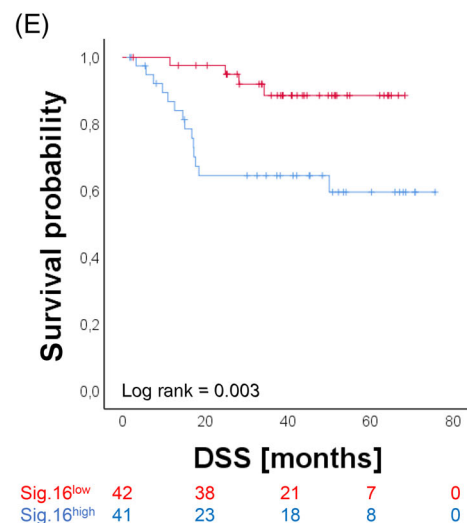 (E)
1,0
0,8
0,6
0,4
0,2
0,0
Survival probability
Log rank = 0.003
0 20 40 60 80
DSS [months]
Sig.16low 42 38 21 7 0
Sig.16high 41 23 18 8 0